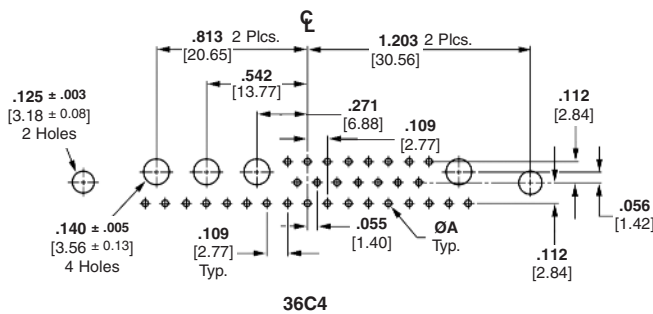 ℄
.813 2 Plcs.
[20.65]
1.203 2 Plcs.
[30.56]
.542
[13.77]
.125 ± .003
[3.18 ± 0.08]
2 Holes
.271
[6.88]
.112
[2.84]
.109
[2.77]
.056
[1.42]
.140 ± .005
[3.56 ± 0.13]
4 Holes
.109
[2.77]
Typ.
.055
[1.40]
ØA
Typ.
.112
[2.84]
36C4